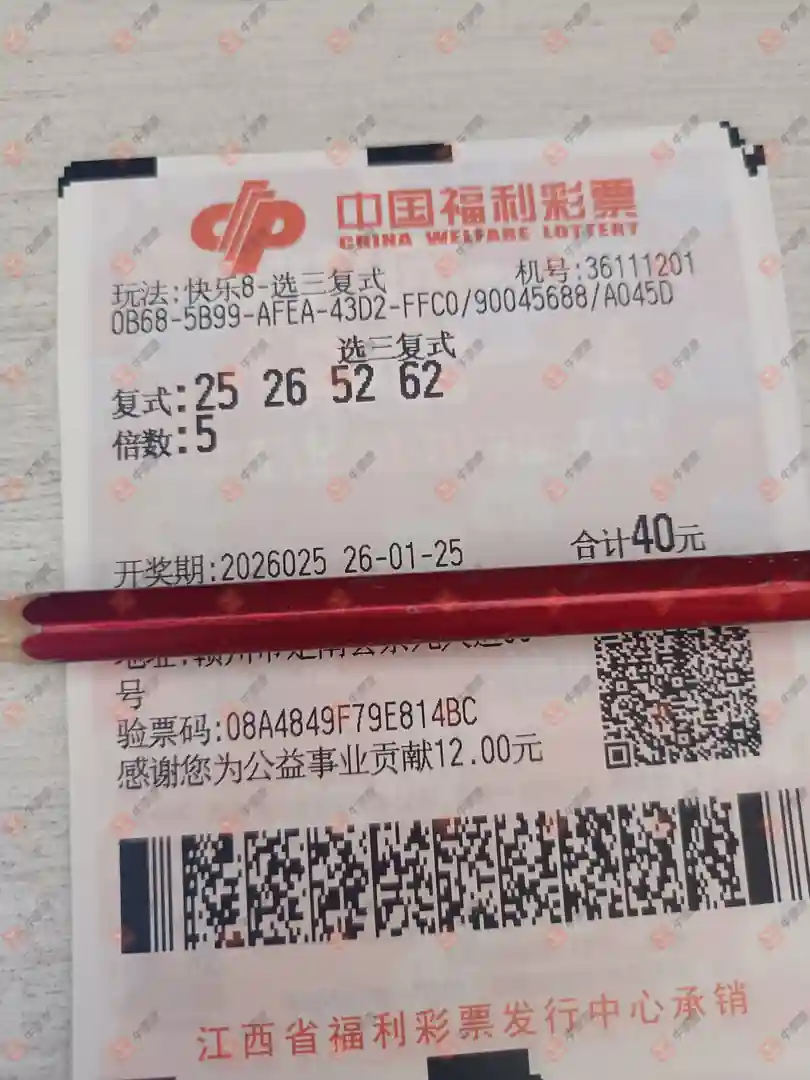 中国福利彩票
CHINA WELFARE LOTTERY
玩法:快乐8-选三复式 机号:36111201
0B68-5B99-AFEA-43D2-FFC0/90045688/A045D
选三复式
复式:25 26 52 62
倍数:5
开奖期:2026025 26-01-25 合计40元
号
验票码:08A4849F79E814BC
感谢您为公益事业贡献12.00元
江西省福利彩票发行中心承销